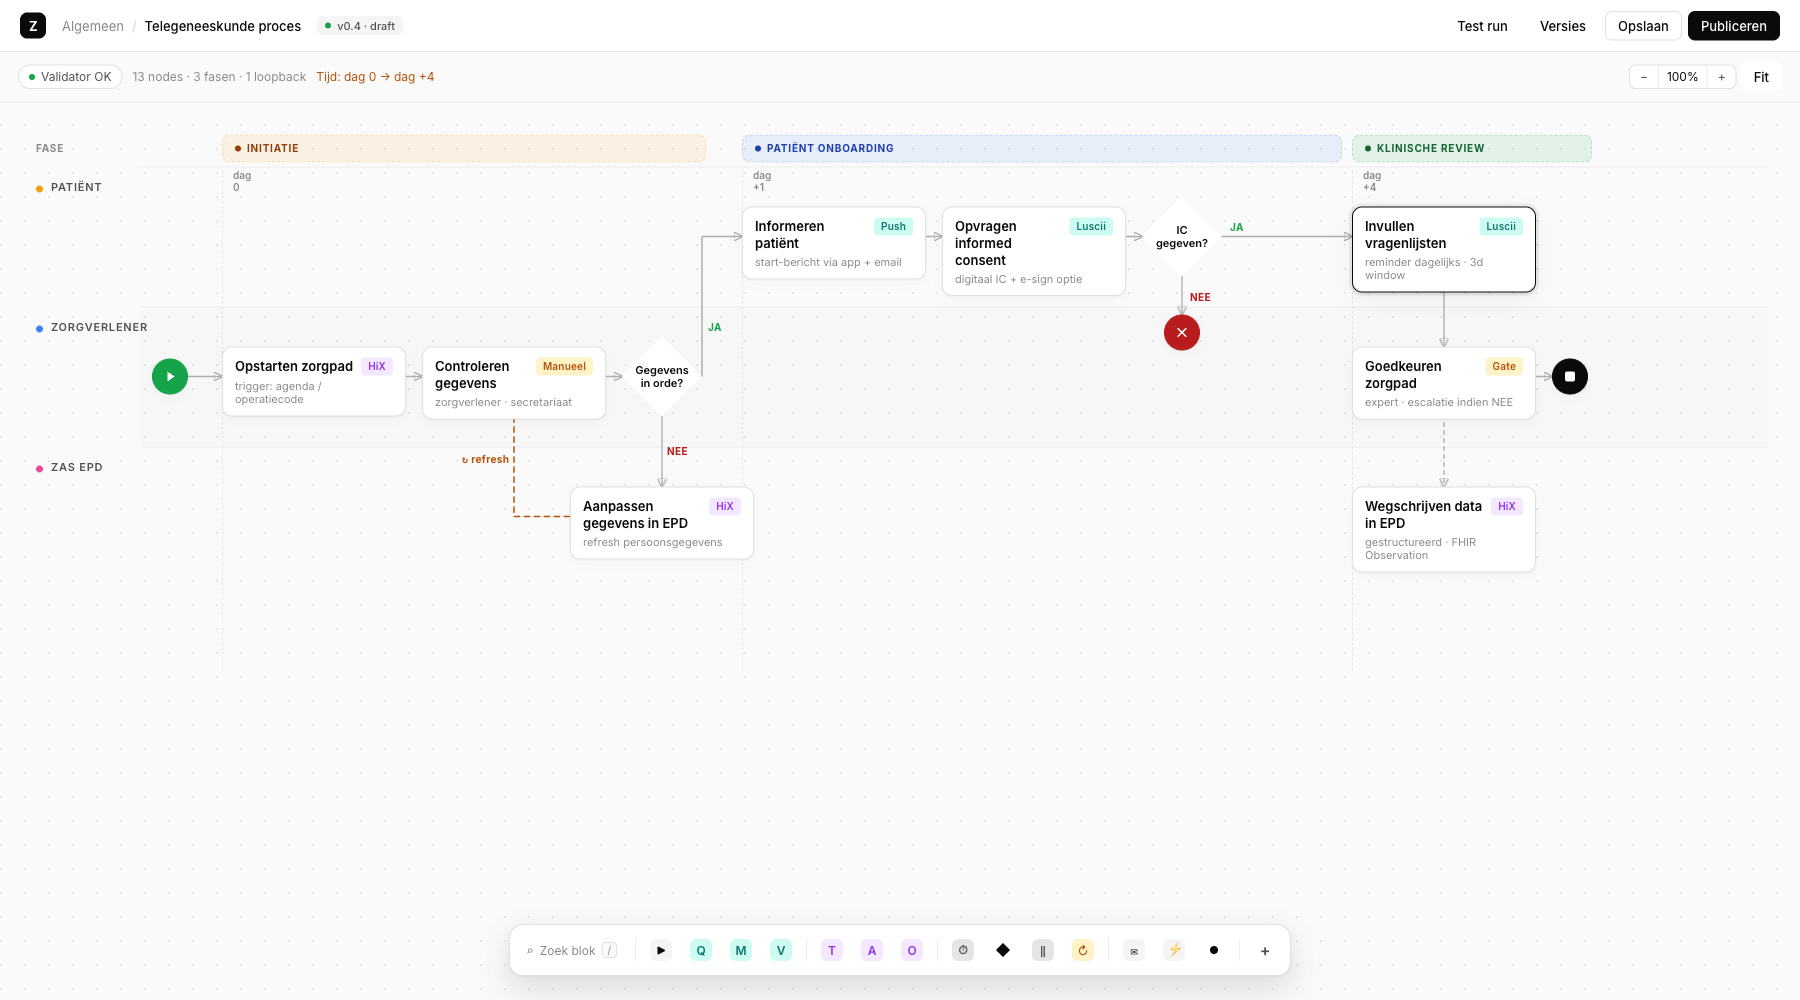 Z
Algemeen / Telegeneeskunde proces
v0.4 · draft
Test run
Versies
Opslaan
Publiceren
Validator OK
13 nodes · 3 fasen · 1 loopback
Tijd: dag 0 → dag +4
− 100% +
Fit
FASE
INITIATIE
PATIËNT ONBOARDING
KLINISCHE REVIEW
PATIËNT
dag
0
dag
+1
dag
+4
Informeren
patiënt
Push
start-bericht via app + email
Opvragen
informed
consent
Luscii
digitaal IC + e-sign optie
IC
gegeven?
JA
NEE
Invullen
vragenlijsten
Luscii
reminder dagelijks · 3d
window
ZORGVERLENER
JA
Opstarten zorgpad
HiX
trigger: agenda /
operatiecode
Controleren
gegevens
Manueel
zorgverlener · secretariaat
Gegevens
in orde?
NEE
Goedkeuren
zorgpad
Gate
expert · escalatie indien NEE
ZAS EPD
↻ refresh
Aanpassen
gegevens in EPD
HiX
refresh persoonsgegevens
Wegschrijven data
in EPD
HiX
gestructureerd · FHIR
Observation
Zoek blok /
Q
M
V
T
A
O
+